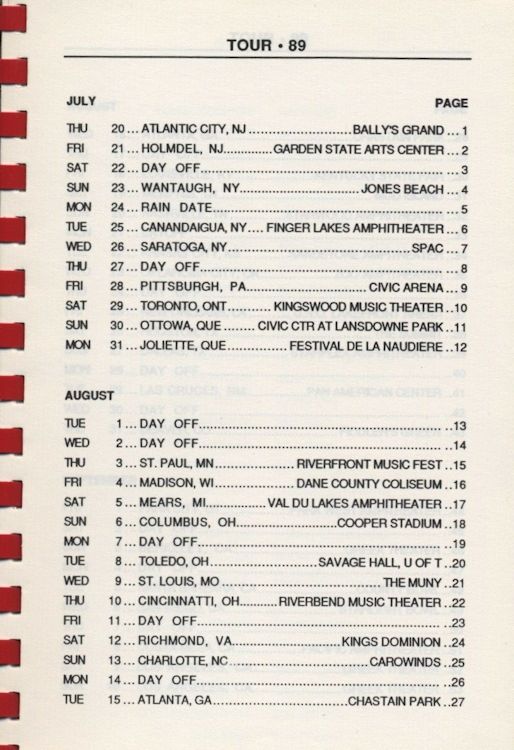 TOUR • 89
JULY PAGE
THU 20... ATLANTIC CITY, NJ ............................BALLY'S GRAND ... 1
FRI 21... HOLMDEL, NJ.............GARDEN STATE ARTS CENTER ... 2
SAT 22... DAY OFF....................................................................... 3
SUN 23... WANTAUGH, NY................................JONES BEACH ... 4
MON 24... RAIN DATE.................................................................... 5
TUE 25... CANANDAIGUA, NY.... FINGER LAKES AMPHITHEATER ... 6
WED 26... SARATOGA, NY..................................................SPAC ... 7
THU 27... DAY OFF....................................................................... 8
FRI 28... PITTSBURGH, PA................................CIVIC ARENA ... 9
SAT 29... TORONTO, ONT ..........KINGSWOOD MUSIC THEATER ..10
SUN 30... OTTOWA, QUE ........ CIVIC CTR AT LANSDOWNE PARK ..11
MON 31... JOLIETTE, QUE ................FESTIVAL DE LA NAUDIERE ..12
AUGUST
TUE 1... DAY OFF.......................................................................13
WED 2... DAY OFF.......................................................................14
THU 3... ST. PAUL, MN.....................RIVERFRONT MUSIC FEST ..15
FRI 4... MADISON, WI .....................DANE COUNTY COLISEUM ..16
SAT 5... MEARS, MI................VAL DU LAKES AMPHITHEATER ..17
SUN 6... COLUMBUS, OH..........................COOPER STADIUM ..18
MON 7... DAY OFF.......................................................................19
TUE 8... TOLEDO, OH ............................SAVAGE HALL, U OF T ..20
WED 9... ST. LOUIS, MO ...........................................THE MUNY ..21
THU 10... CINCINNATTI, OH..........RIVERBEND MUSIC THEATER ..22
FRI 11... DAY OFF.......................................................................23
SAT 12... RICHMOND, VA............................KINGS DOMINION ..24
SUN 13... CHARLOTTE, NC.....................................CAROWINDS ..25
MON 14... DAY OFF.......................................................................26
TUE 15... ATLANTA, GA.......................................CHASTAIN PARK ..27